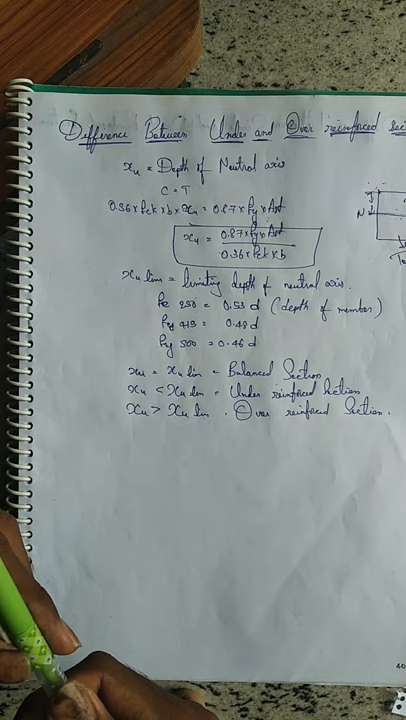 Difference Between Under and Over reinforced Sec
xu = Depth of Neutral axis
C = T
0.36 x fck x b x xu = 0.87 x fy x Ast
xu = 0.87 x fy x Ast / 0.36 x fck x b
xu lim = limiting depth of neutral axis.
Fe 250 = 0.53 d (depth of member)
Fy 415 = 0.48 d
Fy 500 = 0.46 d
xu = xu lim = Balanced Section
xu < xu lim = Under reinforced Section
xu > xu lim . Over reinforced Section.
N
40